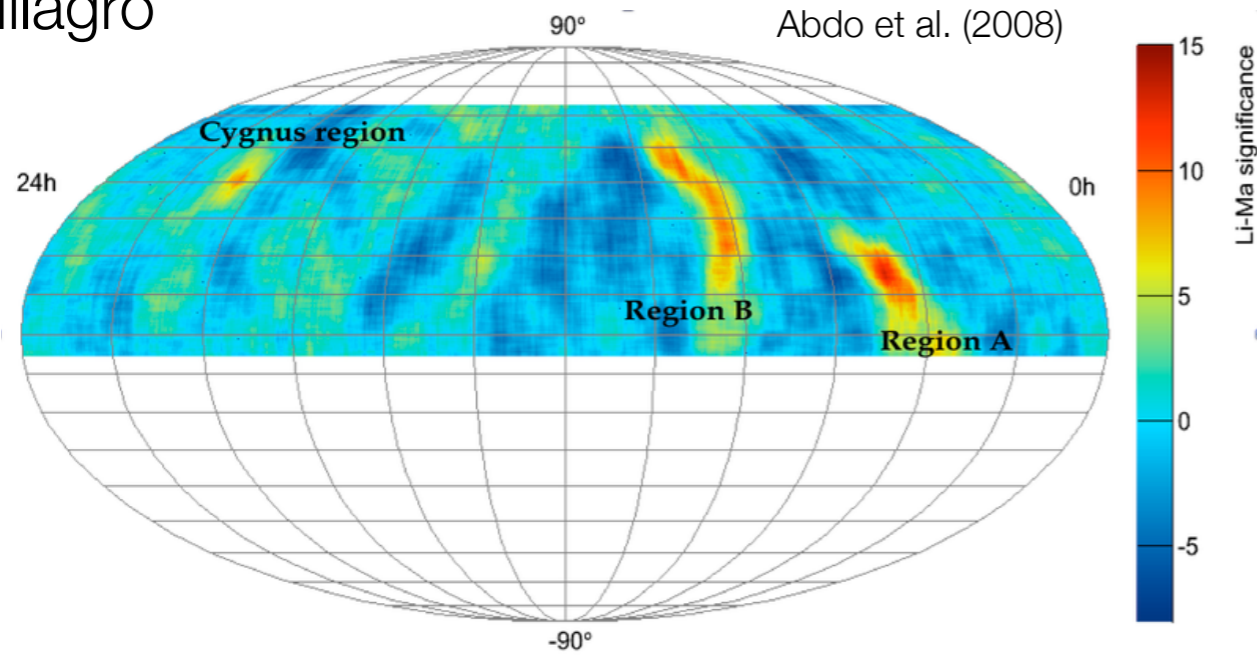 90°
Abdo et al. (2008)
15
Cygnus region
24h
0h
10
Li-Ma significance
5
Region B
Region A
0
-5
-90°